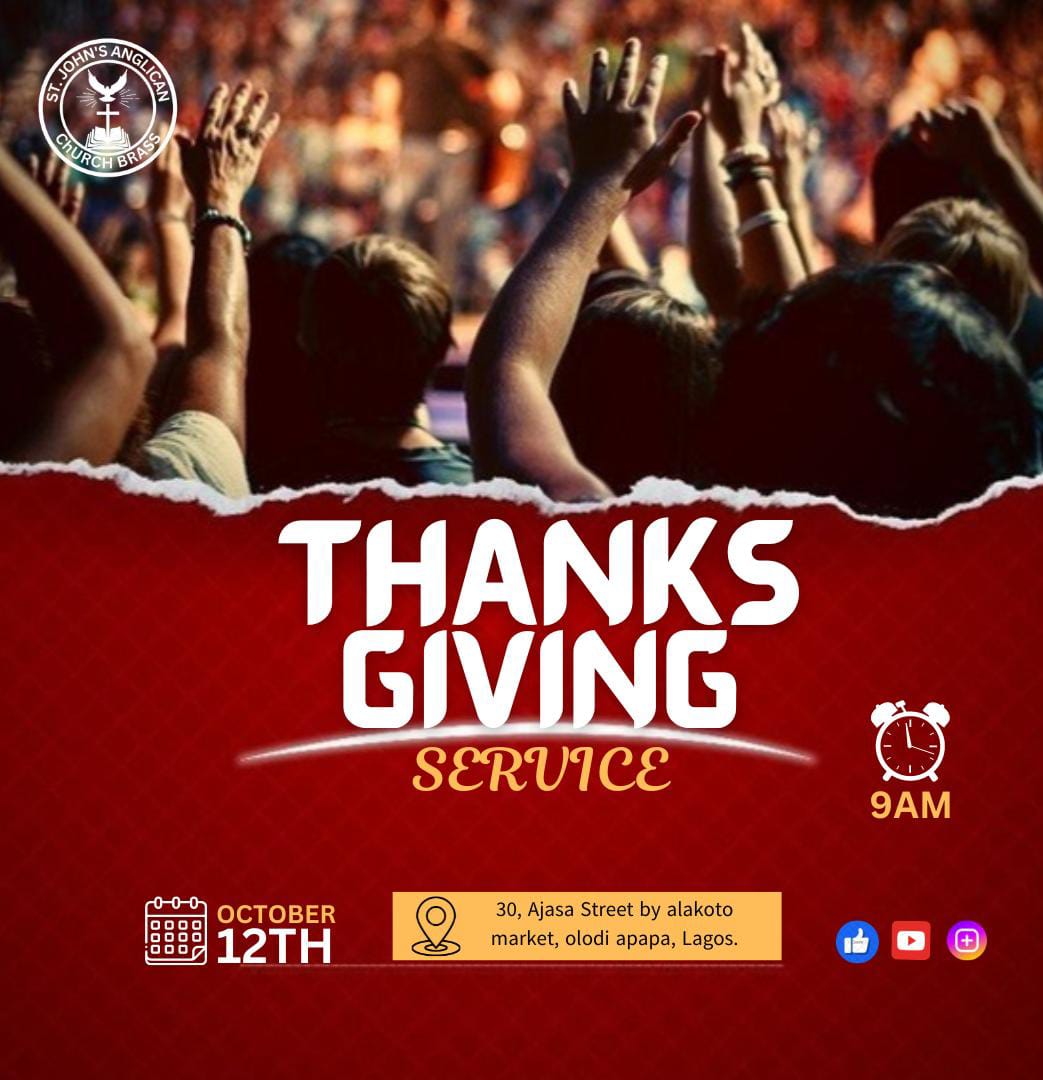 ST. JOHN'S ANGLICAN
ChURCH BRASS
THANKS
GIVING
SERVICE
9AM
OCTOBER
12TH
30, Ajasa Street by alakoto
market, olodi apapa, Lagos.